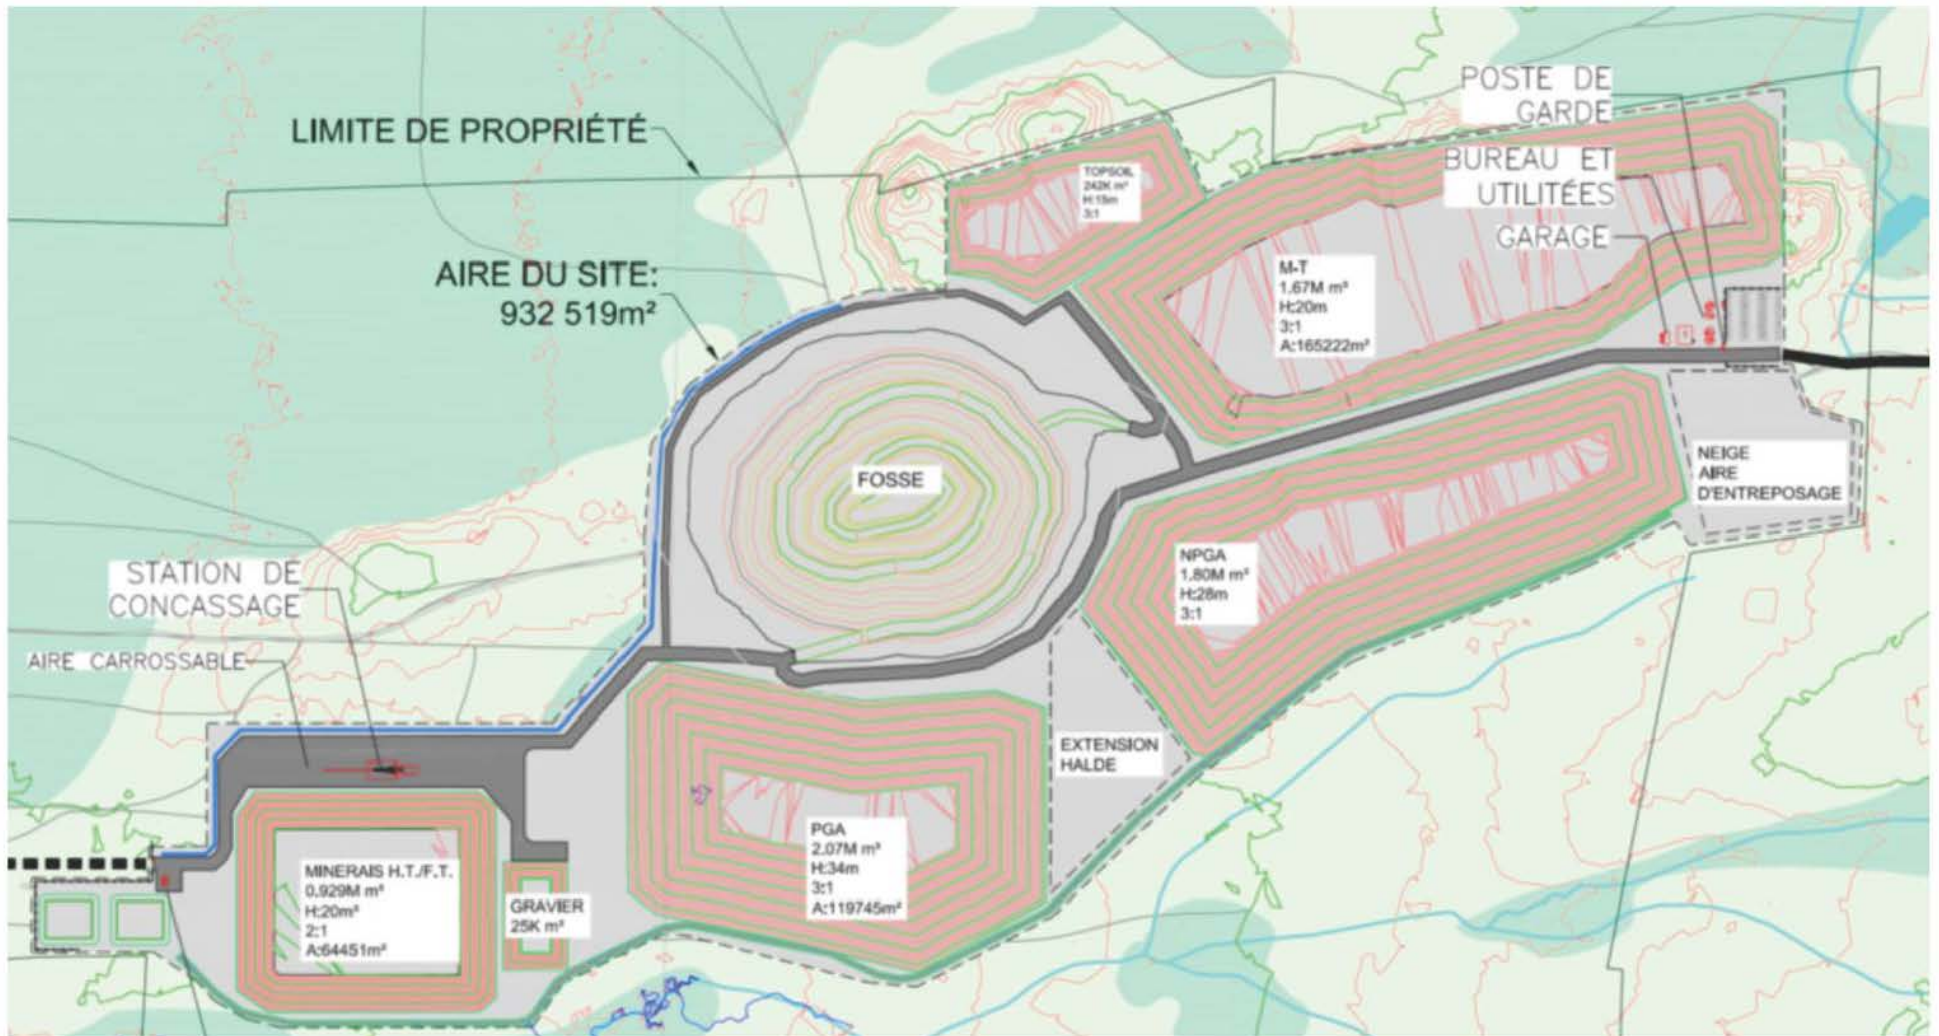 LIMITE DE PROPRIÉTÉ
AIRE DU SITE:
932 519m²
POSTE DE
GARDE
BUREAU ET
UTILITÉES
GARAGE
TOPSOIL
242K m³
H:15m
3:1
M-T
1.67M m³
H:20m
3:1
A:165222m²
FOSSE
NEIGE
AIRE
D'ENTREPOSAGE
NPGA
1.80M m³
H:28m
3:1
STATION DE
CONCASSAGE
AIRE CARROSSABLE
EXTENSION
HALDE
PGA
2.07M m³
H:34m
3:1
A:119745m²
MINERAIS H.T./F.T.
0.929M m³
H:20m³
2:1
A:64451m²
GRAVIER
25K m³